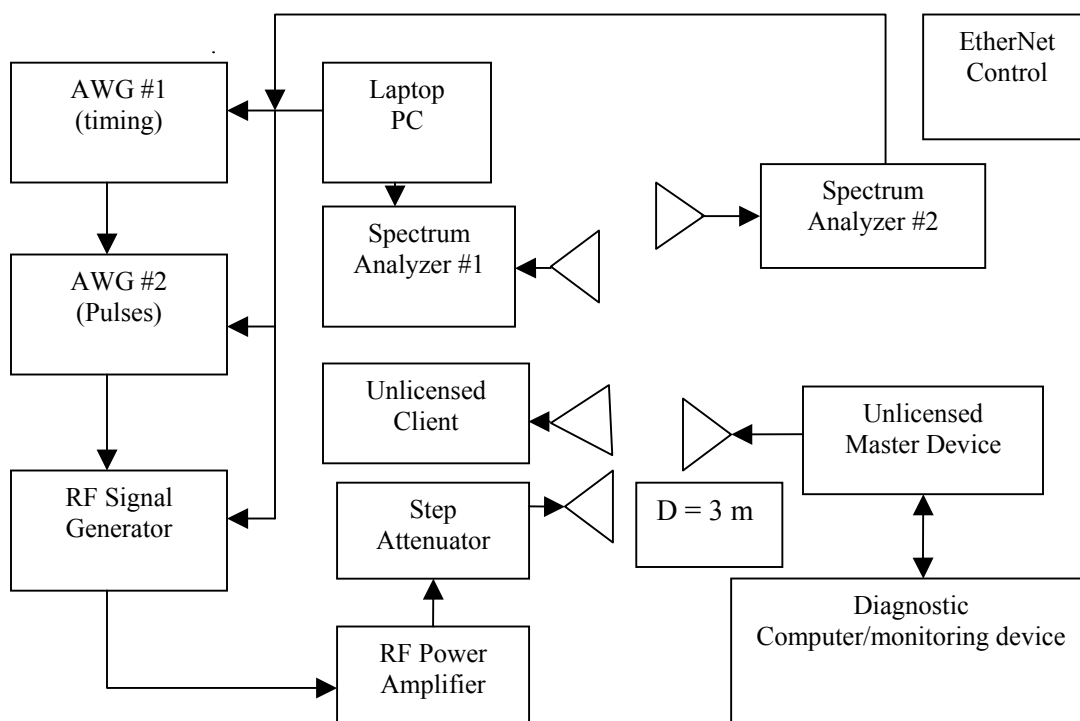 AWG #1
(timing)
Laptop
PC
EtherNet
Control
Spectrum
Analyzer #1
Spectrum
Analyzer #2
AWG #2
(Pulses)
Unlicensed
Client
Unlicensed
Master Device
RF Signal
Generator
Step
Attenuator
D = 3 m
RF Power
Amplifier
Diagnostic
Computer/monitoring device